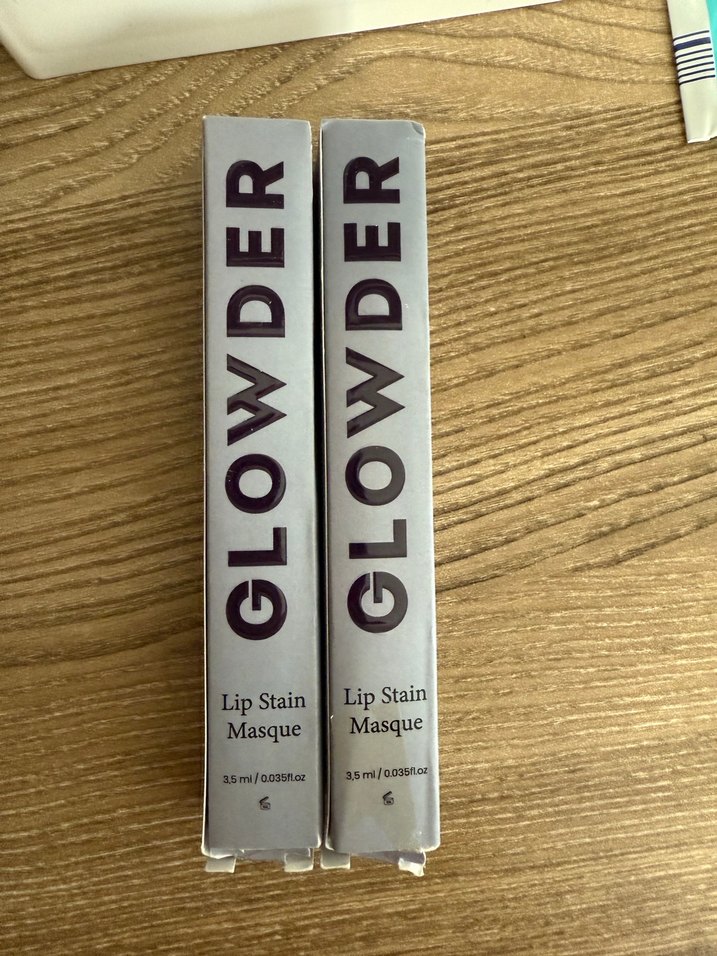 GLOWDER
Lip Stain
Masque
3,5 ml / 0.035fl.oz
GLOWDER
Lip Stain
Masque
3,5 ml / 0.035fl.oz